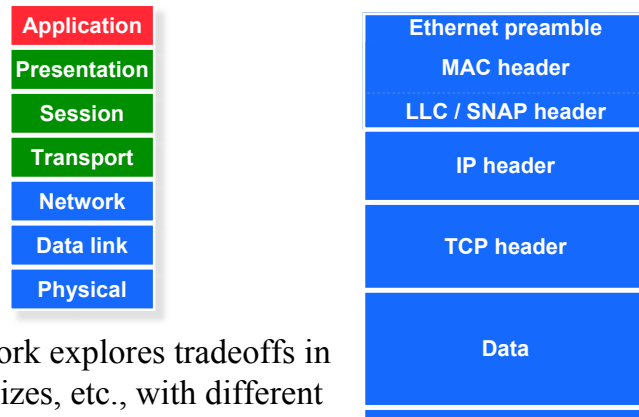 Application
Presentation
Session
Transport
Network
Data link
Physical
ork explores tradeoffs in
izes, etc., with different
Ethernet preamble
MAC header
LLC / SNAP header
IP header
TCP header
Data